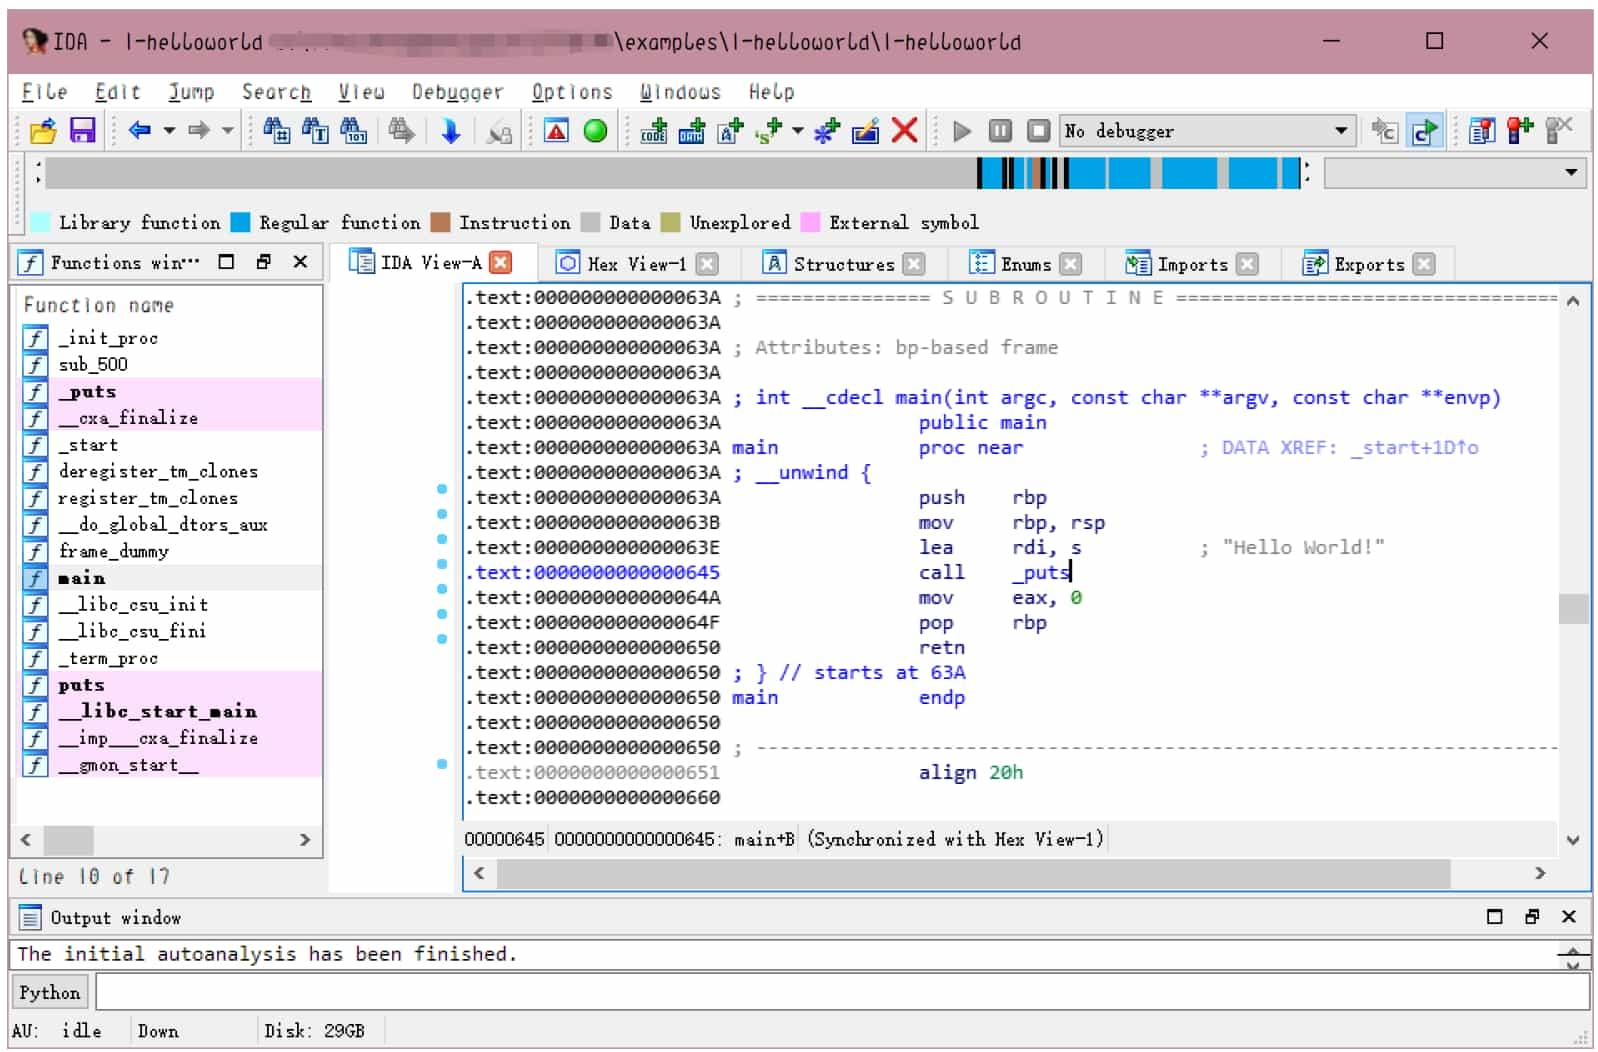 IDA - 1-helloworld \examples\1-helloworld\1-helloworld
File Edit Jump Search View Debugger Options Windows Help
No debugger
Library function Regular function Instruction Data Unexplored External symbol
Functions win...
Function name
_init_proc
sub_500
_puts
__cxa_finalize
_start
deregister_tm_clones
register_tm_clones
__do_global_dtors_aux
frame_dummy
main
__libc_csu_init
__libc_csu_fini
_term_proc
puts
__libc_start_main
__imp___cxa_finalize
__gmon_start__
Line 10 of 17
IDA View-A Hex View-1 Structures Enums Imports Exports
.text:000000000000063A ; =============== S U B R O U T I N E =================================
.text:000000000000063A
.text:000000000000063A ; Attributes: bp-based frame
.text:000000000000063A
.text:000000000000063A ; int __cdecl main(int argc, const char **argv, const char **envp)
.text:000000000000063A public main
.text:000000000000063A main proc near ; DATA XREF: _start+1D↑o
.text:000000000000063A ; __unwind {
.text:000000000000063A push rbp
.text:000000000000063B mov rbp, rsp
.text:000000000000063E lea rdi, s ; "Hello World!"
.text:0000000000000645 call _puts
.text:000000000000064A mov eax, 0
.text:000000000000064F pop rbp
.text:0000000000000650 retn
.text:0000000000000650 ; } // starts at 63A
.text:0000000000000650 main endp
.text:0000000000000650
.text:0000000000000650 ; ---------------------------------------------------------------------
.text:0000000000000651 align 20h
.text:0000000000000660
00000645 0000000000000645: main+B (Synchronized with Hex View-1)
Output window
The initial autoanalysis has been finished.
Python
AU: idle Down Disk: 29GB